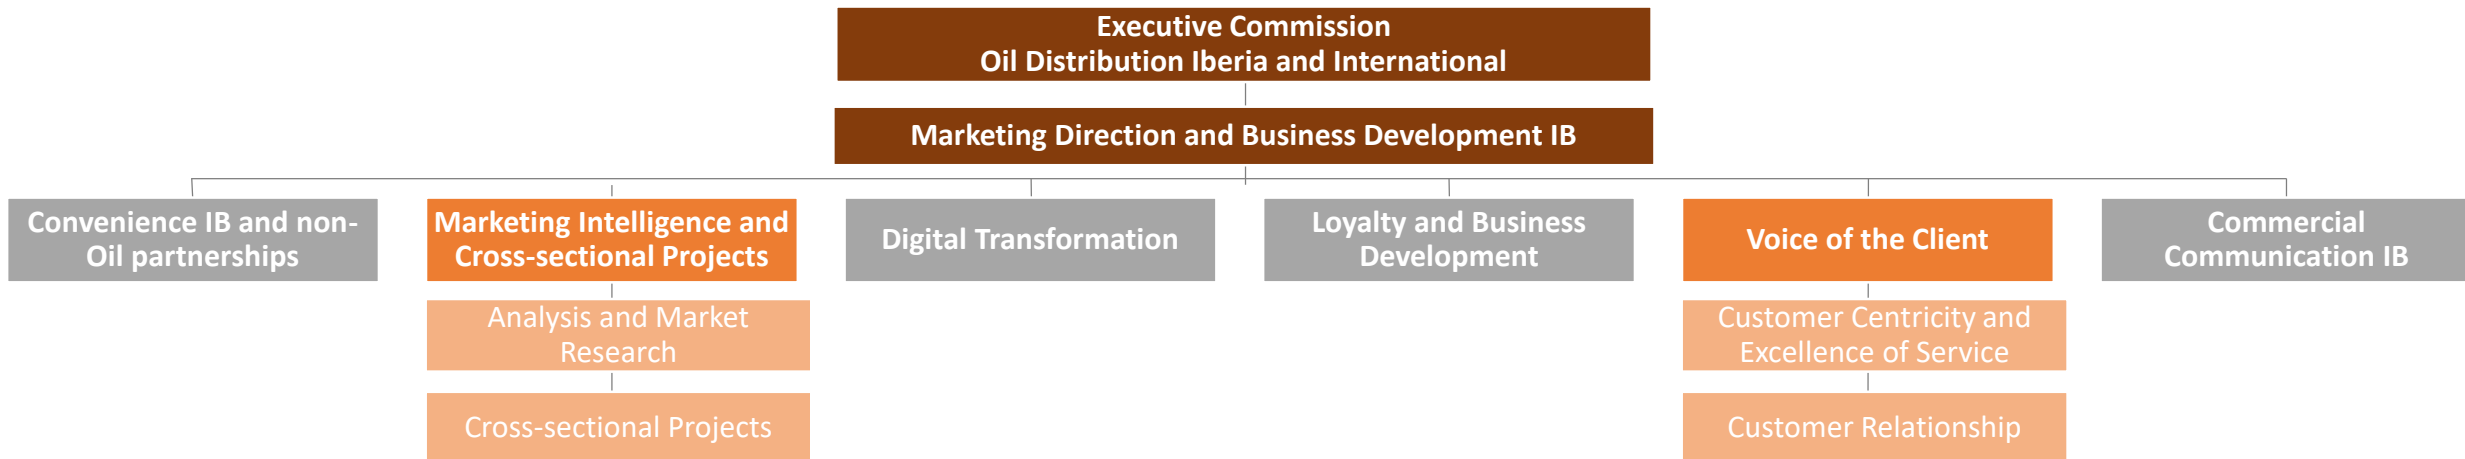 Executive Commission
Oil Distribution Iberia and International
Marketing Direction and Business Development IB
Convenience IB and non-
Oil partnerships
Marketing Intelligence and
Cross-sectional Projects
Digital Transformation
Loyalty and Business
Development
Voice of the Client
Commercial
Communication IB
Analysis and Market
Research
Customer Centricity and
Excellence of Service
Cross-sectional Projects
Customer Relationship